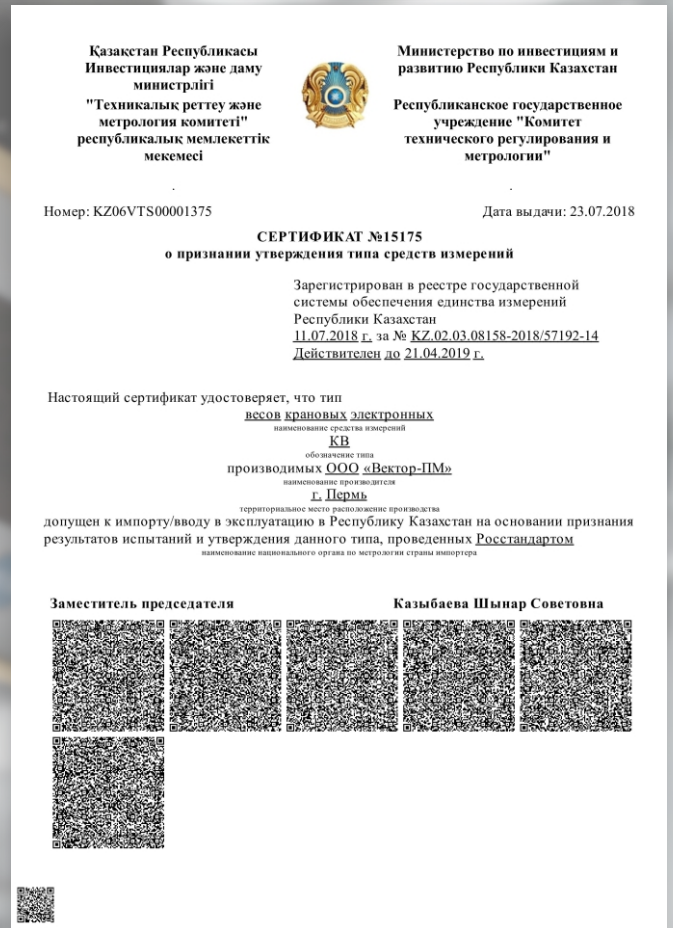 Қазақстан Республикасы
Инвестициялар және даму
министрлігі
"Техникалық реттеу және
метрология комитеті"
республикалық мемлекеттік
мекемесі
Министерство по инвестициям и
развитию Республики Казахстан
Республиканское государственное
учреждение "Комитет
технического регулирования и
метрологии"
Номер: KZ06VTS00001375
Дата выдачи: 23.07.2018
СЕРТИФИКАТ №15175
о признании утверждения типа средств измерений
Зарегистрирован в реестре государственной
системы обеспечения единства измерений
Республики Казахстан
11.07.2018 г. за № KZ.02.03.08158-2018/57192-14
Действителен до 21.04.2019 г.
Настоящий сертификат удостоверяет, что тип
весов крановых электронных
наименование средства измерений
КВ
обозначение типа
производимых ООО «Вектор-ПМ»
наименование производителя
г. Пермь
территориальное место расположение производства
допущен к импорту/вводу в эксплуатацию в Республику Казахстан на основании признания
результатов испытаний и утверждения данного типа, проведенных Росстандартом
наименование национального органа по метрологии страны импортера
Заместитель председателя
Казыбаева Шынар Советовна